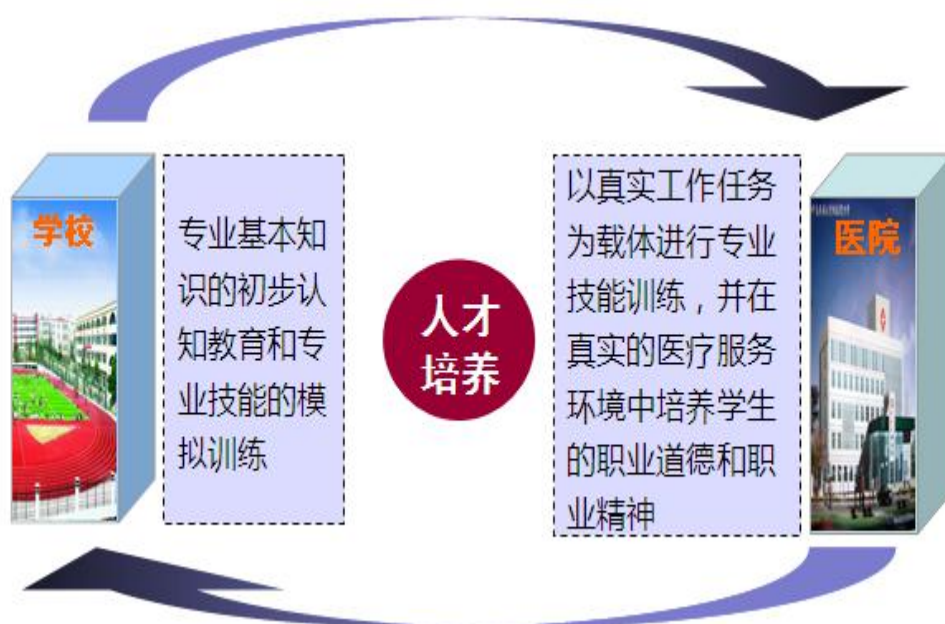 学校
专业基本知
识的初步认
知教育和专
业技能的模
拟训练
人才
培养
以真实工作任务
为载体进行专业
技能训练，并在
真实的医疗服务
环境中培养学生
的职业道德和职
业精神
医院